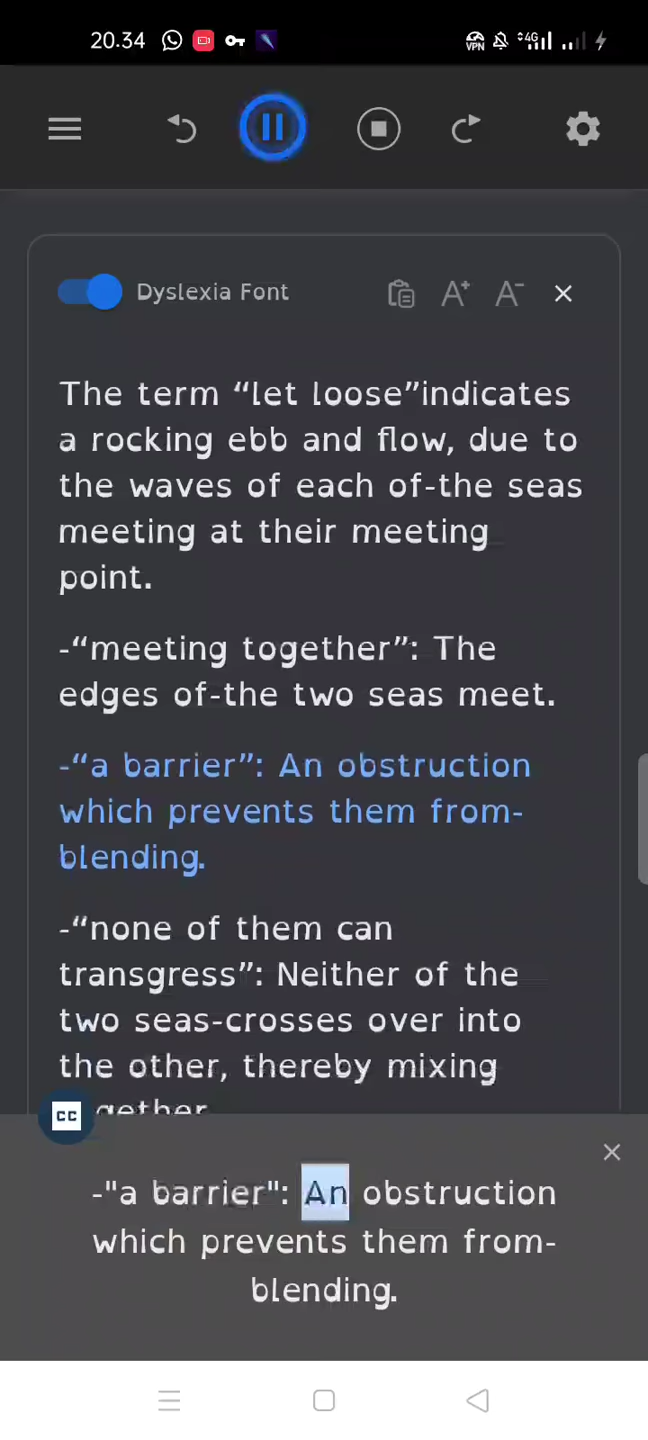 20.34
VPN 4G
Dyslexia Font A+ A-
The term “let loose”indicates
a rocking ebb and flow, due to
the waves of each of-the seas
meeting at their meeting
point.
-“meeting together”: The
edges of-the two seas meet.
-“a barrier”: An obstruction
which prevents them from-
blending.
-“none of them can
transgress”: Neither of the
two seas-crosses over into
the other, thereby mixing
CC
-"a barrier": An obstruction
which prevents them from-
blending.